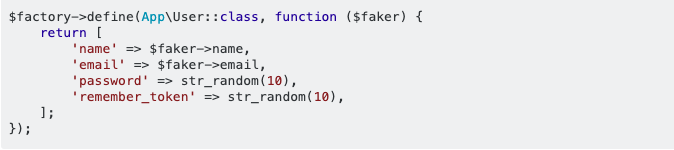 $factory->define(App\User::class, function ($faker) {
    return [
        'name' => $faker->name,
        'email' => $faker->email,
        'password' => str_random(10),
        'remember_token' => str_random(10),
    ];
});